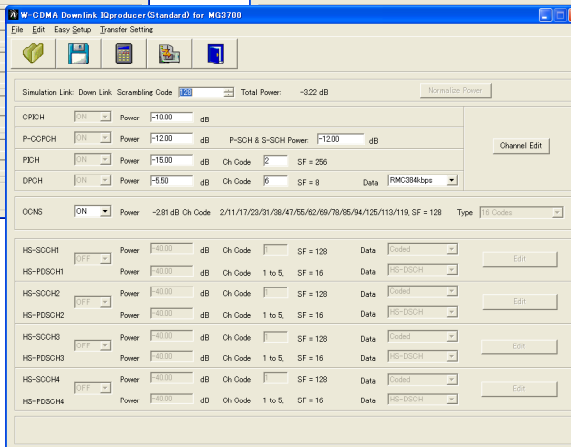 W-CDMA Downlink IQproducer(Standard) for MG3700
File Edit Easy Setup Transfer Setting
Simulation Link: Down Link Scrambling Code 128 Total Power: -3.22 dB Normalize Power
CPICH ON Power -10.00 dB
P-CCPCH ON Power -12.00 dB P-SCH & S-SCH Power: -12.00 dB Channel Edit
PICH ON Power -15.00 dB Ch Code 2 SF = 256
DPCH ON Power -5.50 dB Ch Code 6 SF = 8 Data RMC384kbps
OCNS ON Power -2.81 dB Ch Code 2/11/17/23/31/38/47/55/62/69/78/85/94/125/113/119, SF = 128 Type 16 Codes
HS-SCCH1 OFF Power -40.00 dB Ch Code 1 SF = 128 Data Coded Edit
HS-PDSCH1 Power -40.00 dB Ch Code 1 to 5, SF = 16 Data HS-DSCH
HS-SCCH2 OFF Power -40.00 dB Ch Code 1 SF = 128 Data Coded Edit
HS-PDSCH2 Power -40.00 dB Ch Code 1 to 5, SF = 16 Data HS-DSCH
HS-SCCH3 OFF Power -40.00 dB Ch Code 1 SF = 128 Data Coded Edit
HS-PDSCH3 Power -40.00 dB Ch Code 1 to 5, SF = 16 Data HS-DSCH
HS-SCCH4 OFF Power -40.00 dB Ch Code 1 SF = 128 Data Coded Edit
HS-PDSCH4 Power -40.00 dB Ch Code 1 to 5, SF = 16 Data HS-DSCH